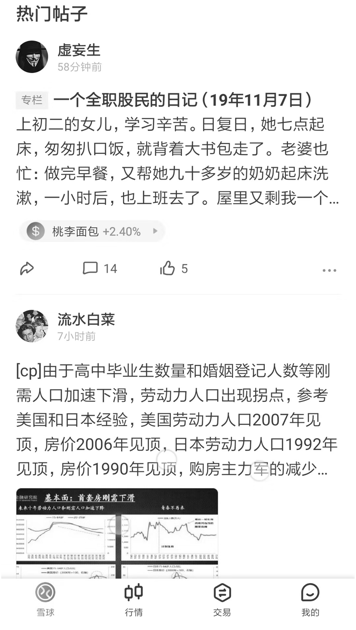 热门帖子
虚妄生
58分钟前
专栏 一个全职股民的日记（19年11月7日）
上初二的女儿，学习辛苦。日复日，她七点起
床，匆匆扒口饭，就背着大书包走了。老婆也
忙：做完早餐，又帮她九十多岁的奶奶起床洗
漱，一小时后，也上班去了。屋里又剩我一个...
$ 桃李面包 +2.40%
14
5
流水白菜
7小时前
[cp]由于高中毕业生数量和婚姻登记人数等刚
需人口加速下滑，劳动力人口出现拐点，参考
美国和日本经验，美国劳动力人口2007年见
顶，房价2006年见顶，日本劳动力人口1992年
见顶，房价1990年见顶，购房主力军的减少...
基本面：首套房刚需下滑
雪球
行情
交易
我的